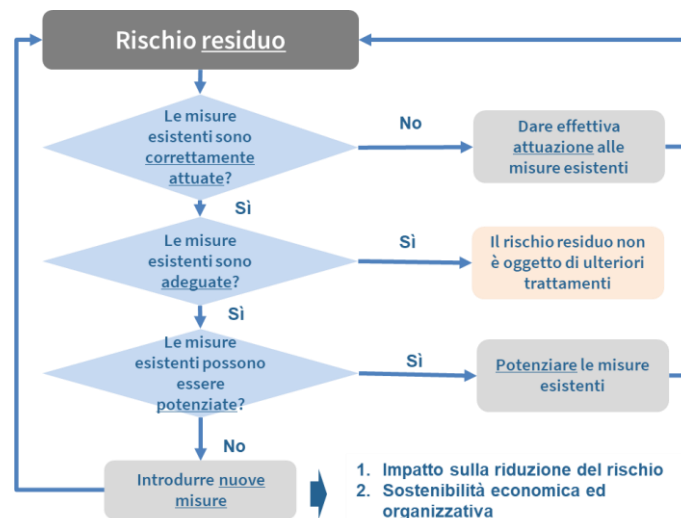 Rischio residuo
Le misure
esistenti sono
correttamente
attuate?
No
Dare effettiva
attuazione alle
misure esistenti
Sì
Le misure
esistenti sono
adeguate?
Sì
Il rischio residuo non
è oggetto di ulteriori
trattamenti
Sì
Le misure
esistenti possono
essere
potenziate?
Sì
Potenziare le misure
esistenti
No
Introdurre nuove
misure
1. Impatto sulla riduzione del rischio
2. Sostenibilità economica ed
organizzativa